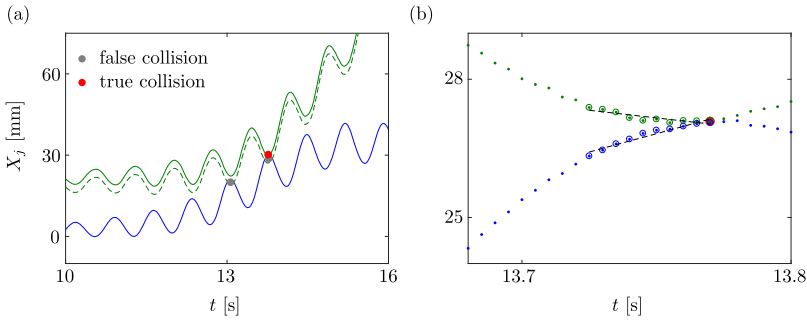 (a)
false collision
true collision
X_j [mm]
60
30
0
10
13
16
t [s]
(b)
28
25
13.7
13.8
t [s]